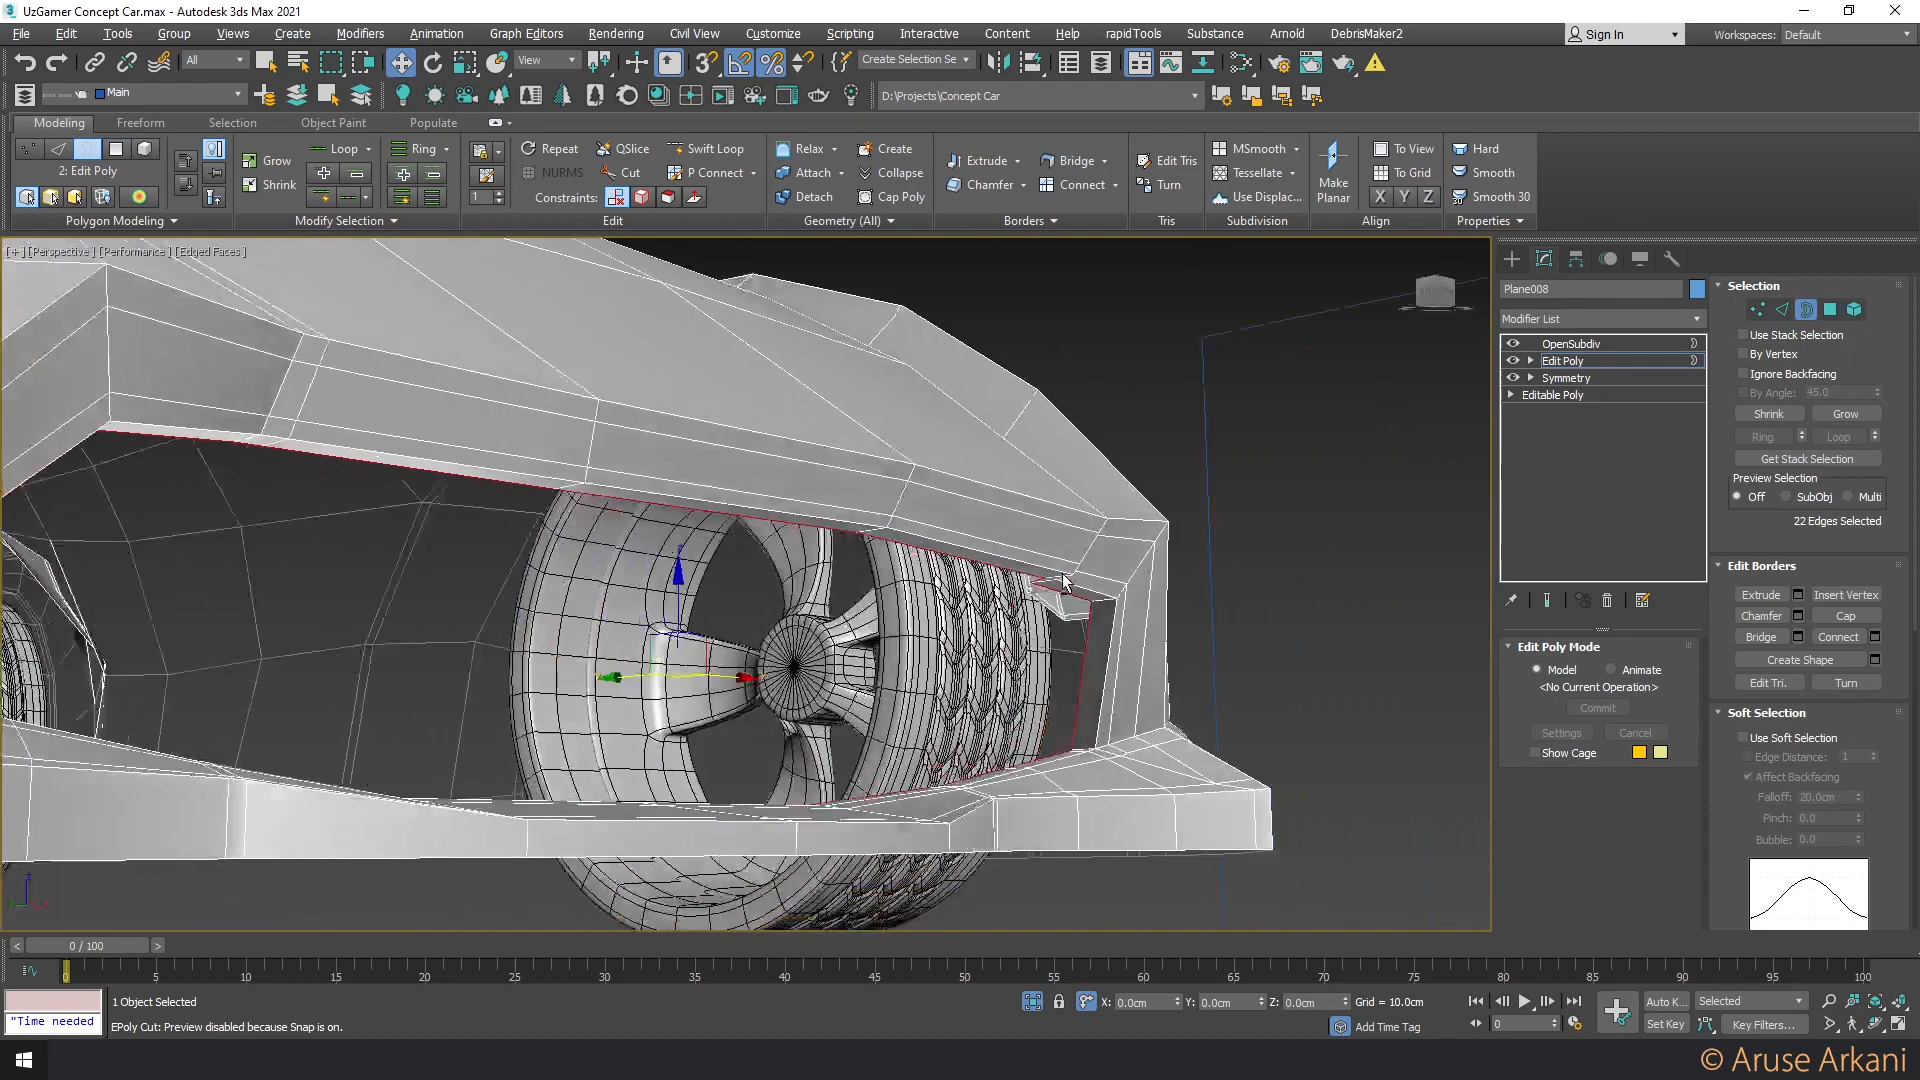 UzGamer Concept Car.max - Autodesk 3ds Max 2021
File Edit Tools Group Views Create Modifiers Animation Graph Editors Rendering Civil View Customize Scripting Interactive Content Help rapidTools Substance Arnold DebrisMaker2 Sign In Workspaces: Default
All View Create Selection Se
Main D:\Projects\Concept Car
Modeling Freeform Selection Object Paint Populate
2: Edit Poly
Polygon Modeling
Grow
Shrink
Loop Ring
Modify Selection
Repeat QSlice Swift Loop
NURMS Cut P Connect
1 Constraints:
Edit
Relax Create
Attach Collapse
Detach Cap Poly
Geometry (All)
Extrude Bridge
Chamfer Connect
Borders
Edit Tris
Turn
Tris
MSmooth
Tessellate
Use Displac...
Subdivision
Make Planar
To View
To Grid
X Y Z
Align
Hard
Smooth
Smooth 30
Properties
[+] [Perspective] [Performance] [Edged Faces]
Plane008
Modifier List
OpenSubdiv
Edit Poly
Symmetry
Editable Poly
Edit Poly Mode
Model Animate
<No Current Operation>
Commit
Settings Cancel
Show Cage
Selection
Use Stack Selection
By Vertex
Ignore Backfacing
By Angle: 45.0
Shrink Grow
Ring Loop
Get Stack Selection
Preview Selection
Off SubObj Multi
22 Edges Selected
Edit Borders
Extrude Insert Vertex
Chamfer Cap
Bridge Connect
Create Shape
Edit Tri. Turn
Soft Selection
Use Soft Selection
Edge Distance: 1
Affect Backfacing
Falloff: 20.0cm
Pinch: 0.0
Bubble: 0.0
< 0 / 100 >
0 5 10 15 20 25 30 35 40 45 50 55 60 65 70 75 80 85 90 95 100
1 Object Selected
"Time needed
EPoly Cut: Preview disabled because Snap is on.
X: 0.0cm Y: 0.0cm Z: 0.0cm Grid = 10.0cm
Add Time Tag
0
Auto K... Selected
Set Key Key Filters...
© Aruse Arkani